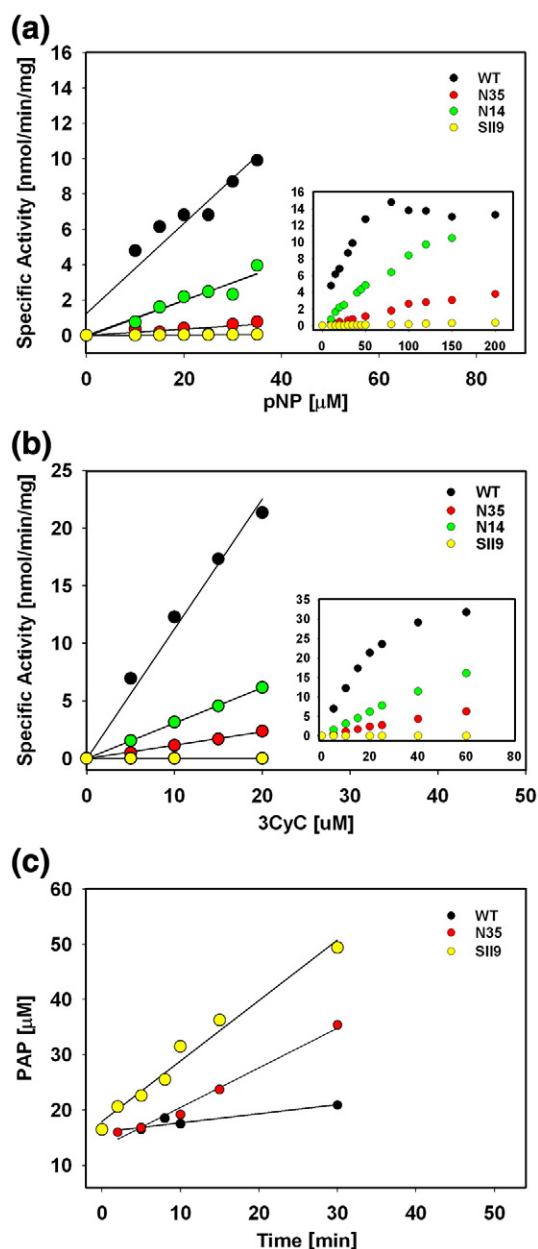 (a)
Specific Activity [nmol/min/mg]
16
14
12
10
8
6
4
2
0
WT
N35
N14
SII9
16
14
12
10
8
6
4
2
0
0 50 100 150 200
0 20 40 60 80
pNP [µM]
(b)
Specific Activity [nmol/min/mg]
25
20
15
10
5
0
WT
N35
N14
SII9
35
30
25
20
15
10
5
0
0 20 40 60 80
0 10 20 30 40 50
3CyC [uM]
(c)
PAP [µM]
60
50
40
30
20
10
WT
N35
SII9
0 10 20 30 40
Time [min]